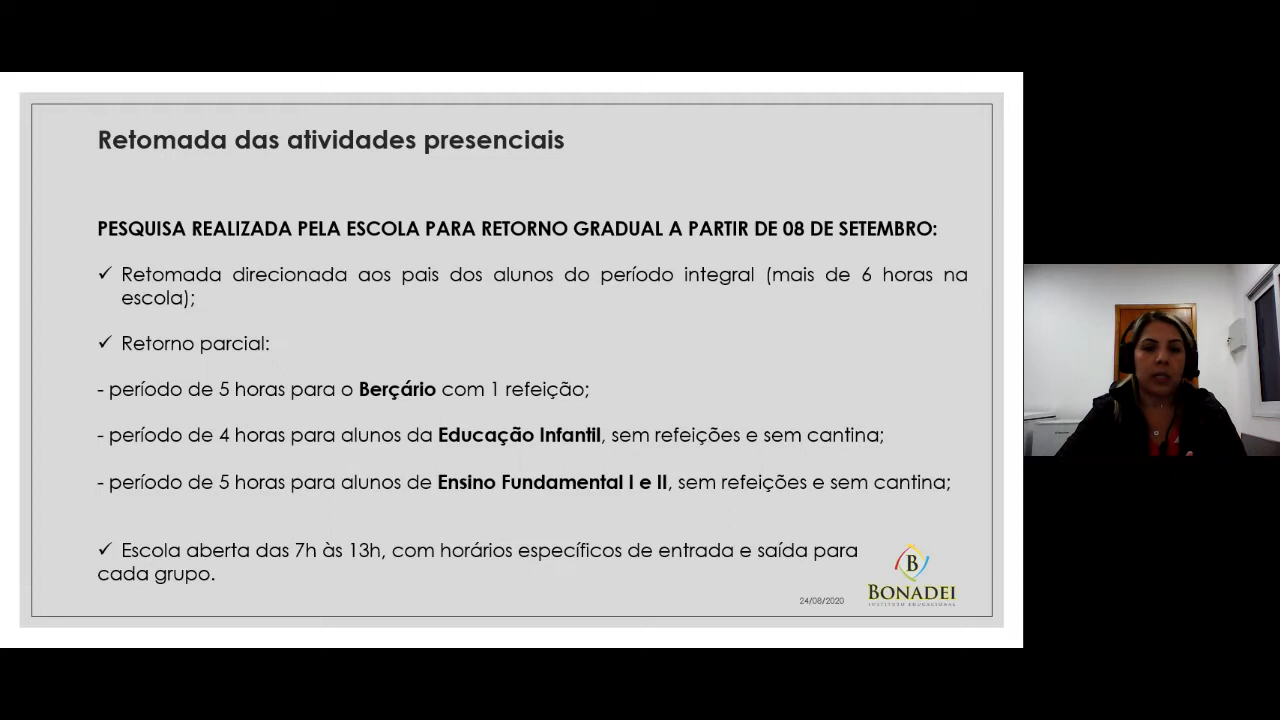 Retomada das atividades presenciais
PESQUISA REALIZADA PELA ESCOLA PARA RETORNO GRADUAL A PARTIR DE 08 DE SETEMBRO:
✓ Retomada direcionada aos pais dos alunos do período integral (mais de 6 horas na
escola);
✓ Retorno parcial:
- período de 5 horas para o Berçário com 1 refeição;
- período de 4 horas para alunos da Educação Infantil, sem refeições e sem cantina;
- período de 5 horas para alunos de Ensino Fundamental I e II, sem refeições e sem cantina;
✓ Escola aberta das 7h às 13h, com horários específicos de entrada e saída para
cada grupo.
24/08/2020
B
BONADEI
INSTITUTO EDUCACIONAL